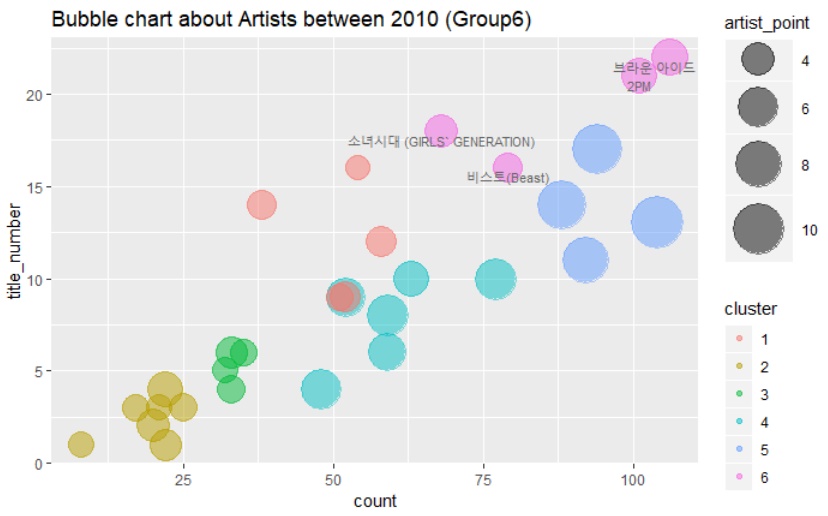 Bubble chart about Artists between 2010 (Group6)
artist_point
4
6
8
10
cluster
1
2
3
4
5
6
title_number
20
15
10
5
0
브라운 아이드
2PM
소녀시대 (GIRLS` GENERATION)
비스트(Beast)
25
50
75
100
count